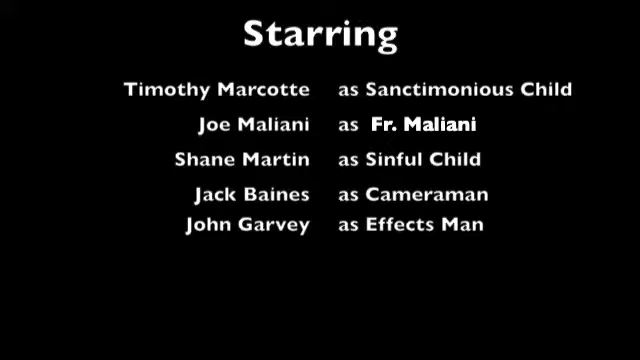 Starring
Timothy Marcotte as Sanctimonious Child
Joe Maliani as Fr. Maliani
Shane Martin as Sinful Child
Jack Baines as Cameraman
John Garvey as Effects Man